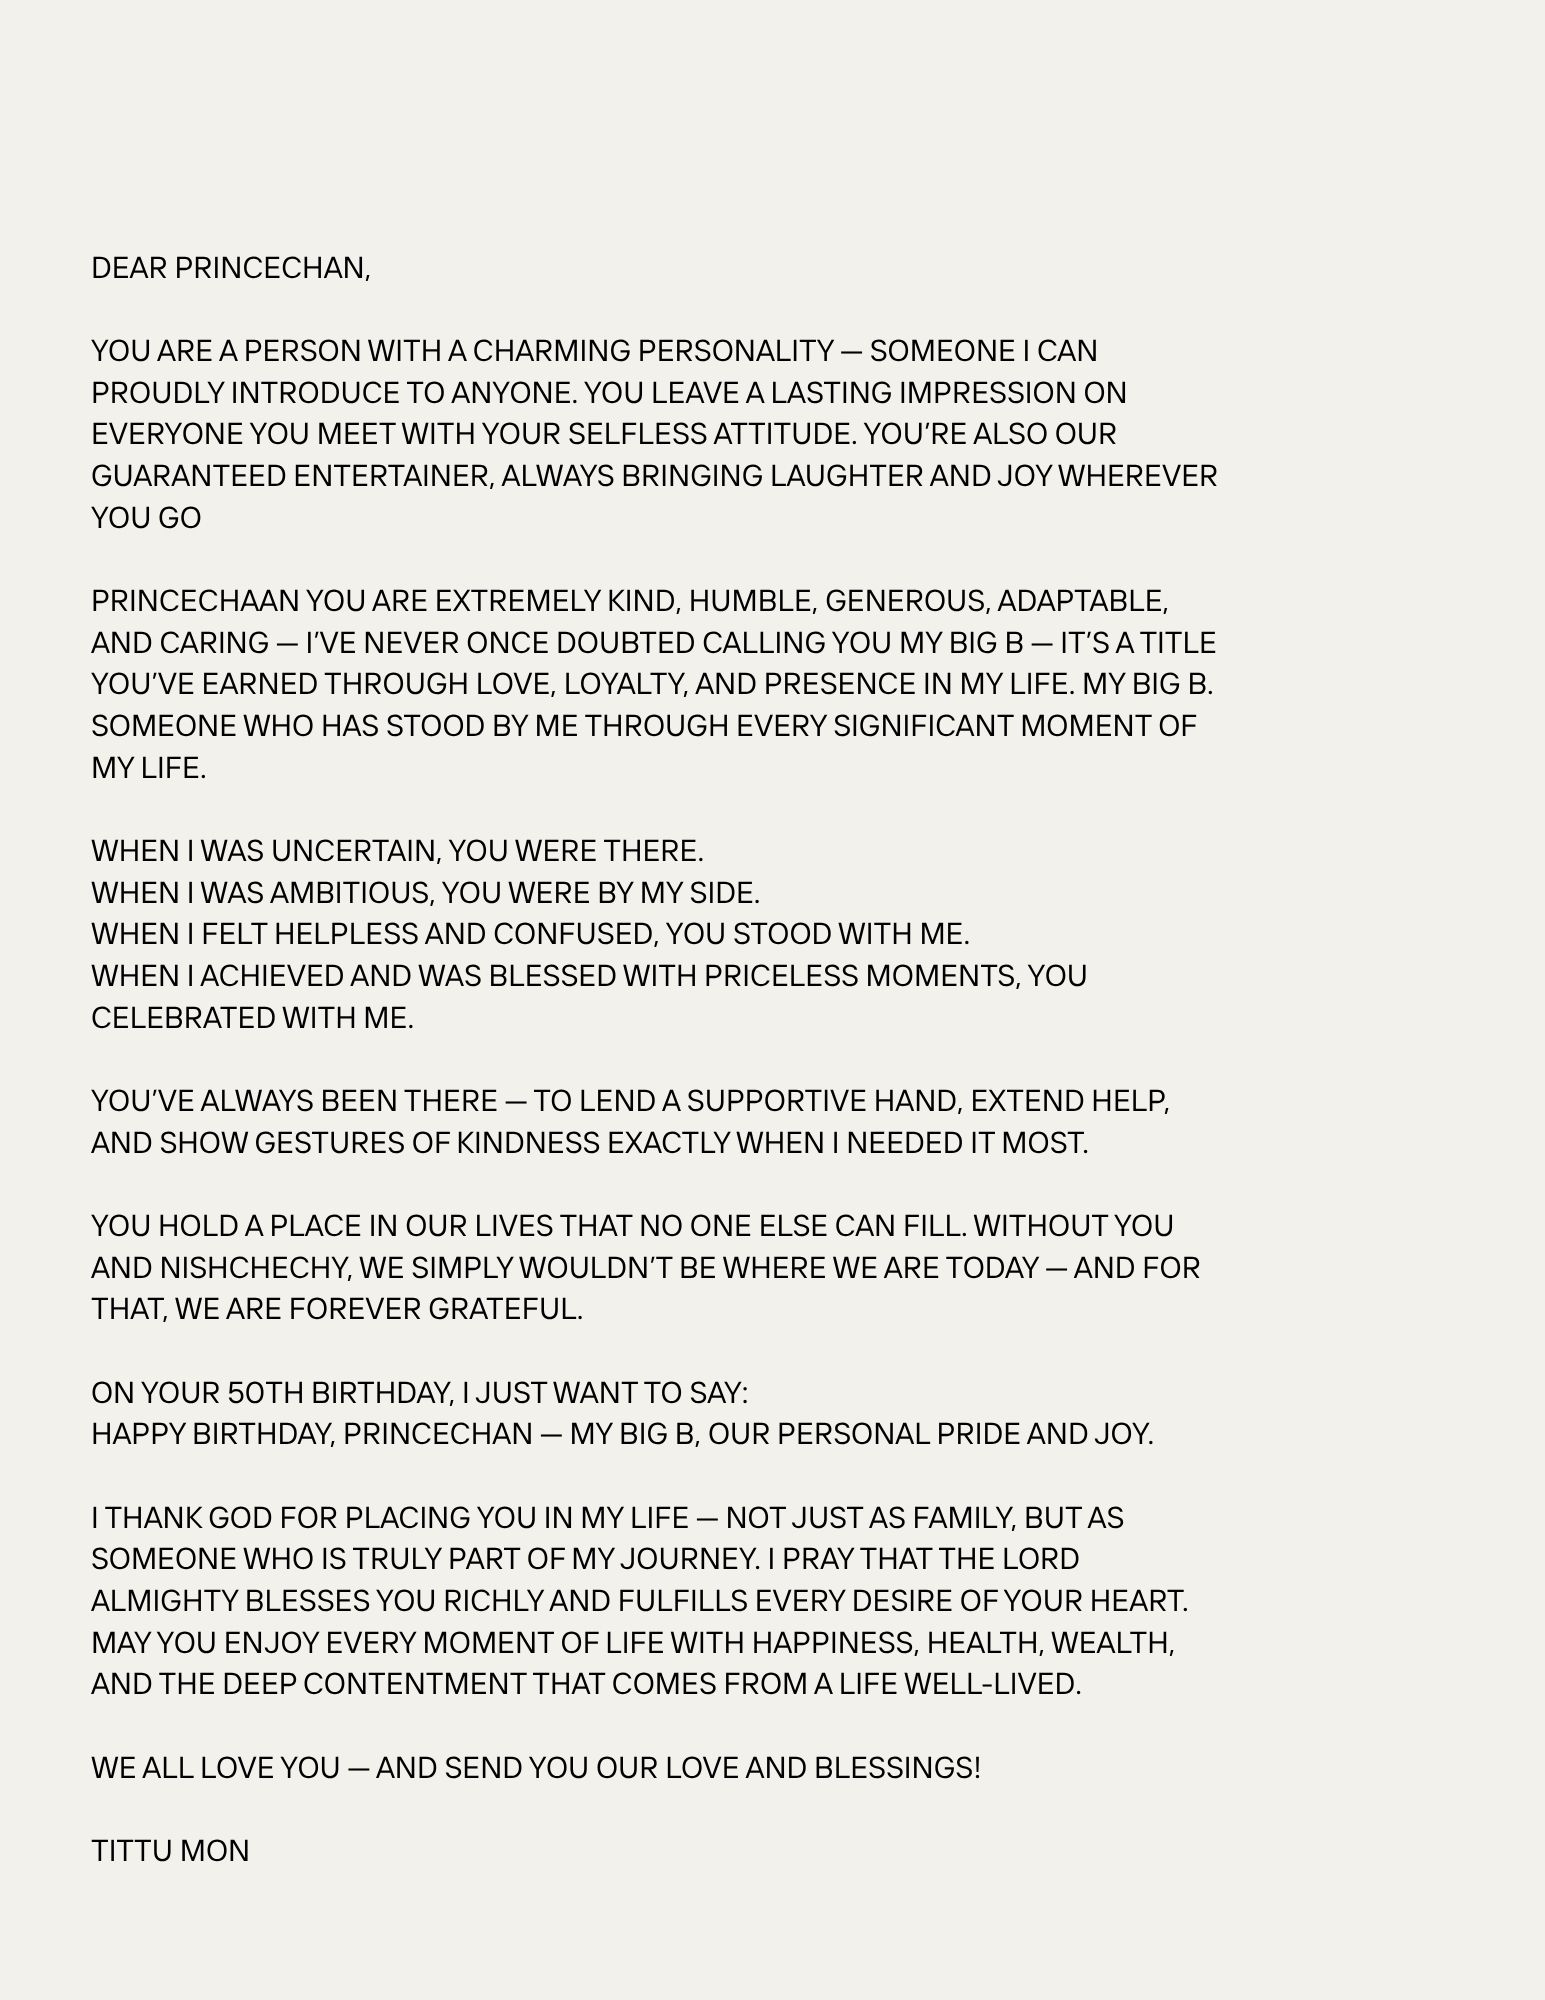 DEAR PRINCECHAN,
YOU ARE A PERSON WITH A CHARMING PERSONALITY — SOMEONE I CAN
PROUDLY INTRODUCE TO ANYONE. YOU LEAVE A LASTING IMPRESSION ON
EVERYONE YOU MEET WITH YOUR SELFLESS ATTITUDE. YOU’RE ALSO OUR
GUARANTEED ENTERTAINER, ALWAYS BRINGING LAUGHTER AND JOY WHEREVER
YOU GO
PRINCECHAAN YOU ARE EXTREMELY KIND, HUMBLE, GENEROUS, ADAPTABLE,
AND CARING — I’VE NEVER ONCE DOUBTED CALLING YOU MY BIG B — IT’S A TITLE
YOU’VE EARNED THROUGH LOVE, LOYALTY, AND PRESENCE IN MY LIFE. MY BIG B.
SOMEONE WHO HAS STOOD BY ME THROUGH EVERY SIGNIFICANT MOMENT OF
MY LIFE.
WHEN I WAS UNCERTAIN, YOU WERE THERE.
WHEN I WAS AMBITIOUS, YOU WERE BY MY SIDE.
WHEN I FELT HELPLESS AND CONFUSED, YOU STOOD WITH ME.
WHEN I ACHIEVED AND WAS BLESSED WITH PRICELESS MOMENTS, YOU
CELEBRATED WITH ME.
YOU’VE ALWAYS BEEN THERE — TO LEND A SUPPORTIVE HAND, EXTEND HELP,
AND SHOW GESTURES OF KINDNESS EXACTLY WHEN I NEEDED IT MOST.
YOU HOLD A PLACE IN OUR LIVES THAT NO ONE ELSE CAN FILL. WITHOUT YOU
AND NISHCHECHY, WE SIMPLY WOULDN’T BE WHERE WE ARE TODAY — AND FOR
THAT, WE ARE FOREVER GRATEFUL.
ON YOUR 50TH BIRTHDAY, I JUST WANT TO SAY:
HAPPY BIRTHDAY, PRINCECHAN — MY BIG B, OUR PERSONAL PRIDE AND JOY.
I THANK GOD FOR PLACING YOU IN MY LIFE — NOT JUST AS FAMILY, BUT AS
SOMEONE WHO IS TRULY PART OF MY JOURNEY. I PRAY THAT THE LORD
ALMIGHTY BLESSES YOU RICHLY AND FULFILLS EVERY DESIRE OF YOUR HEART.
MAY YOU ENJOY EVERY MOMENT OF LIFE WITH HAPPINESS, HEALTH, WEALTH,
AND THE DEEP CONTENTMENT THAT COMES FROM A LIFE WELL-LIVED.
WE ALL LOVE YOU — AND SEND YOU OUR LOVE AND BLESSINGS!
TITTU MON